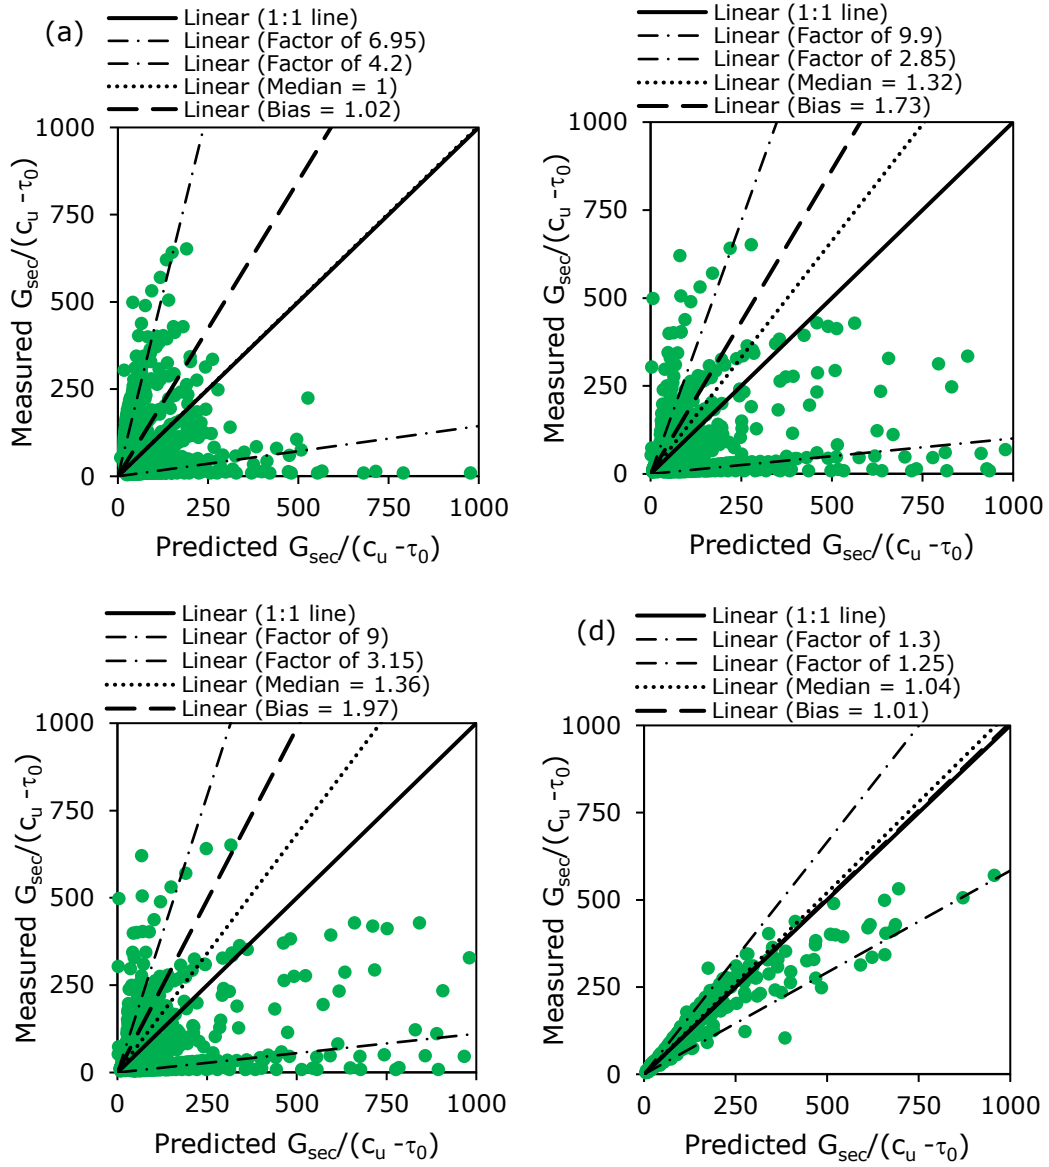 (a)
Linear (1:1 line)
Linear (Factor of 6.95)
Linear (Factor of 4.2)
Linear (Median = 1)
Linear (Bias = 1.02)
Measured G_sec/(c_u -τ_0)
1000
750
500
250
0
0 250 500 750 1000
Predicted G_sec/(c_u -τ_0)
Linear (1:1 line)
Linear (Factor of 9.9)
Linear (Factor of 2.85)
Linear (Median = 1.32)
Linear (Bias = 1.73)
Measured G_sec/(c_u -τ_0)
1000
750
500
250
0
0 250 500 750 1000
Predicted G_sec/(c_u -τ_0)
Linear (1:1 line)
Linear (Factor of 9)
Linear (Factor of 3.15)
Linear (Median = 1.36)
Linear (Bias = 1.97)
Measured G_sec/(c_u -τ_0)
1000
750
500
250
0
0 250 500 750 1000
Predicted G_sec/(c_u -τ_0)
(d)
Linear (1:1 line)
Linear (Factor of 1.3)
Linear (Factor of 1.25)
Linear (Median = 1.04)
Linear (Bias = 1.01)
Measured G_sec/(c_u -τ_0)
1000
750
500
250
0
0 250 500 750 1000
Predicted G_sec/(c_u -τ_0)